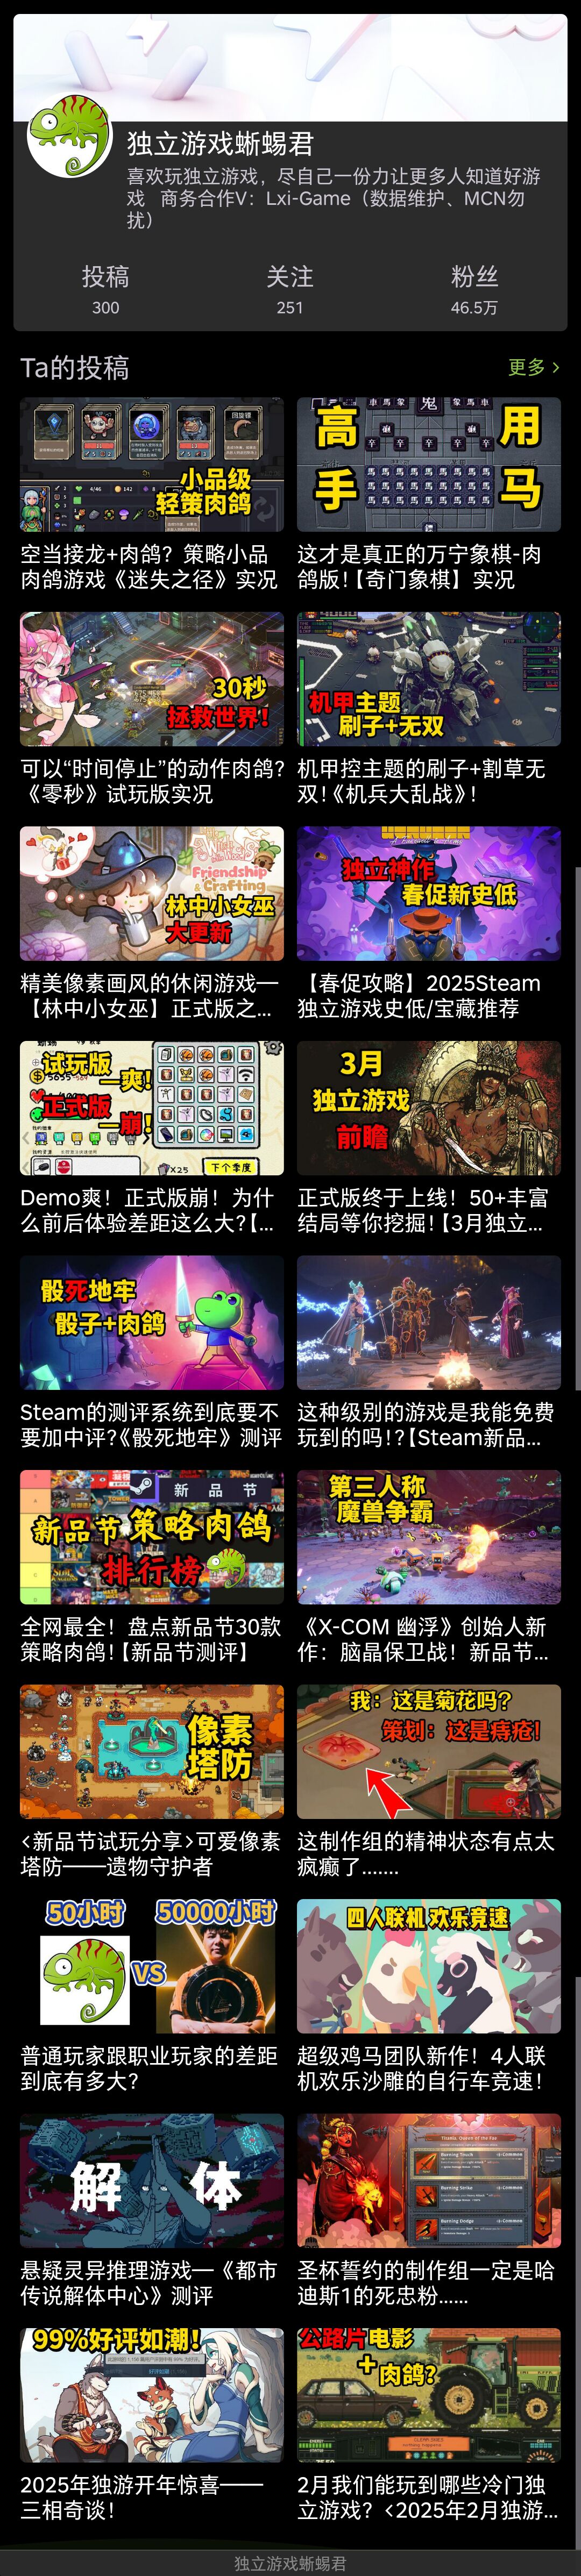 独立游戏蜥蜴君
喜欢玩独立游戏，尽自己一份力让更多人知道好游
戏 商务合作V：Lxi-Game（数据维护、MCN勿
扰）
投稿 关注 粉丝
300 251 46.5万
Ta的投稿 更多
回旋镖
4/46 142
小品级
轻策肉鸽
空当接龙+肉鸽？策略小品
肉鸽游戏《迷失之径》实况
高 用
手 马
这才是真正的万宁象棋-肉
鸽版！【奇门象棋】实况
30秒
拯救世界！
可以“时间停止”的动作肉鸽？
《零秒》试玩版实况
机甲主题
刷子+无双
机甲控主题的刷子+割草无
双！《机兵大乱战》！
Friendship
& Crafting
林中小女巫
大更新
精美像素画风的休闲游戏—
【林中小女巫】正式版之...
独立神作
春促新史低
【春促攻略】2025Steam
独立游戏史低/宝藏推荐
试玩版
一爽！
正式版
一崩！
X25
下个季度
Demo爽！正式版崩！为什
么前后体验差距这么大？【...
3月
独立游戏
前瞻
正式版终于上线！50+丰富
结局等你挖掘！【3月独立...
骰死地牢
骰子+肉鸽
Steam的测评系统到底要不
要加中评？《骰死地牢》测评
这种级别的游戏是我能免费
玩到的吗！？【Steam新品...
新品节
新品节 策略肉鸽
排行榜
全网最全！盘点新品节30款
策略肉鸽！【新品节测评】
第三人称
魔兽争霸
《X-COM 幽浮》创始人新
作：脑晶保卫战！新品节...
像素
塔防
<新品节试玩分享>可爱像素
塔防——遗物守护者
我：这是菊花吗？
策划：这是痔疮！
这制作组的精神状态有点太
疯癫了.......
50小时 50000小时
VS
普通玩家跟职业玩家的差距
到底有多大？
四人联机 欢乐竞速
超级鸡马团队新作！4人联
机欢乐沙雕的自行车竞速！
解 体
悬疑灵异推理游戏—《都市
传说解体中心》测评
Titania, Queen of the Fae
Burning Touch Common
Burning Strike Common
Burning Dodge Common
圣杯誓约的制作组一定是哈
迪斯1的死忠粉......
99%好评如潮！
2025年独游开年惊喜——
三相奇谈！
公路片电影
+肉鸽？
2月我们能玩到哪些冷门独
立游戏？<2025年2月独游...
独立游戏蜥蜴君